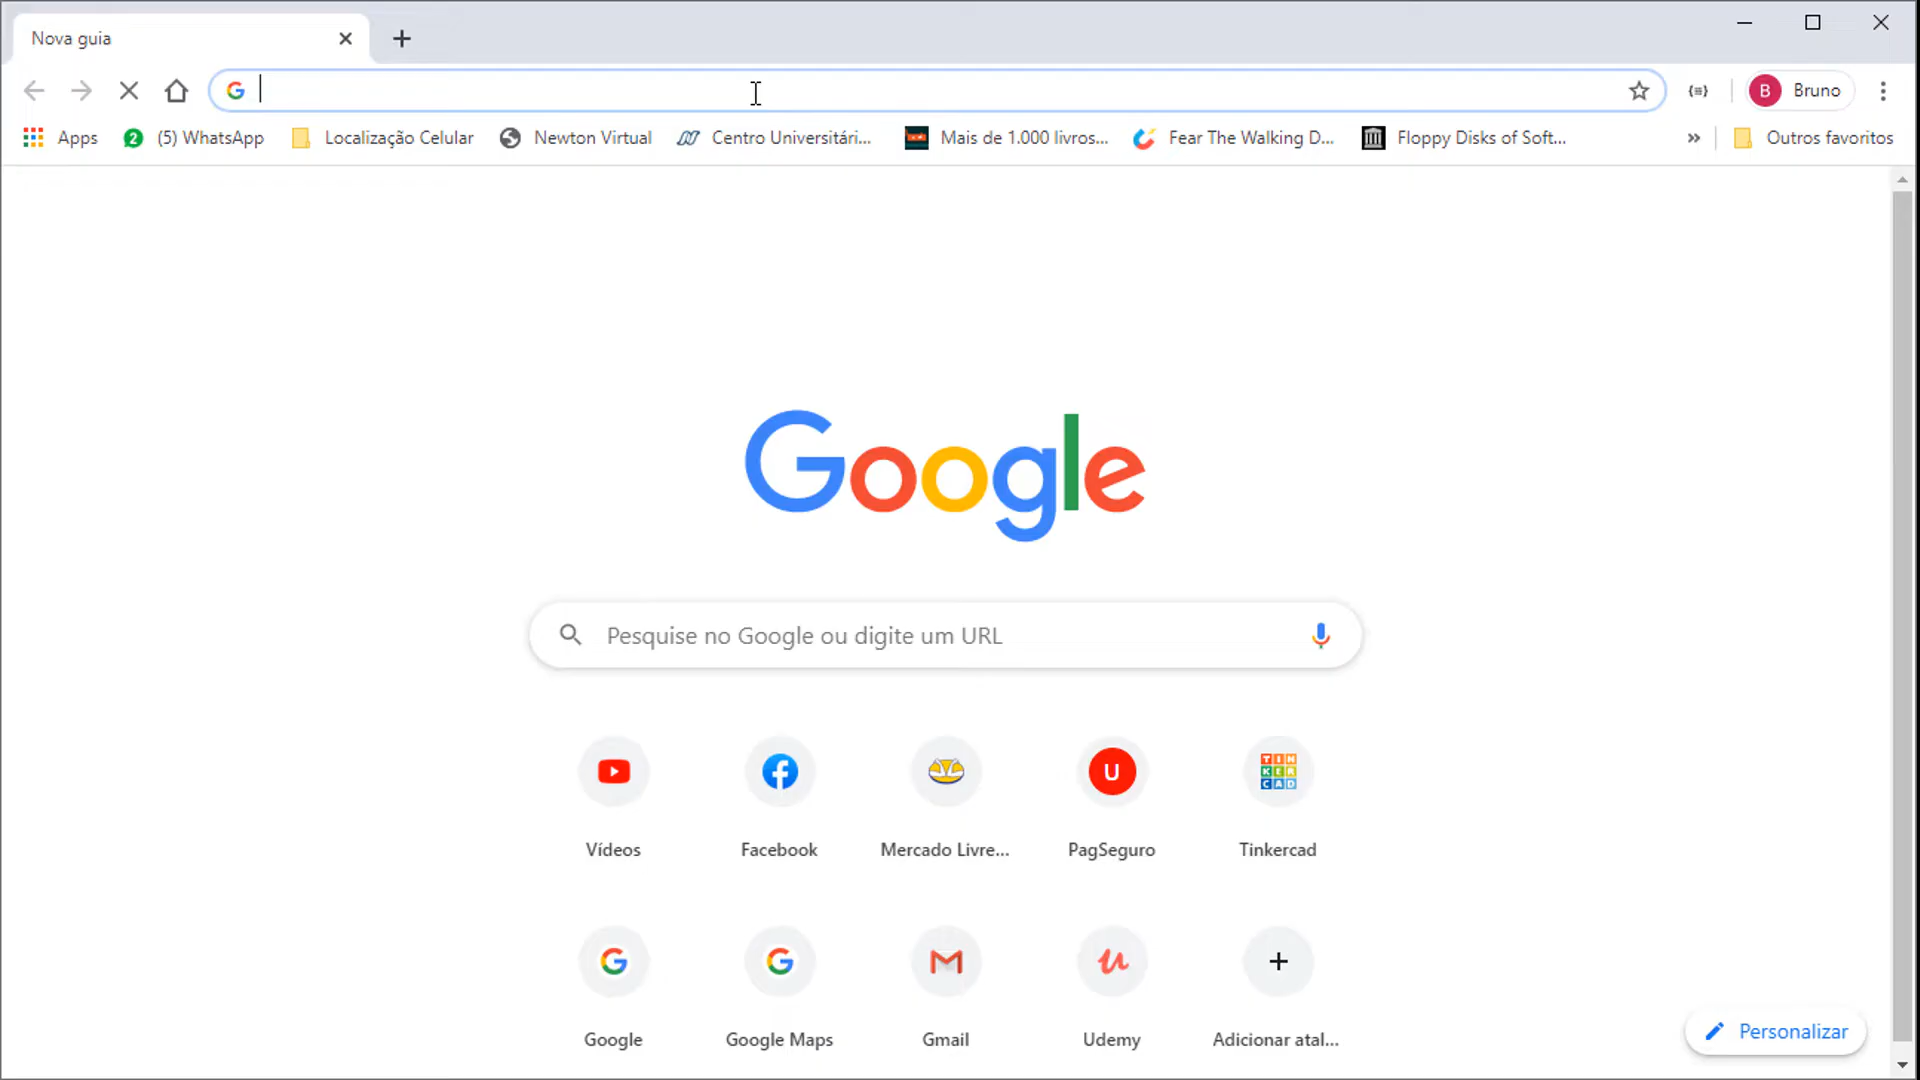 Nova guia
B Bruno
Apps (5) WhatsApp Localização Celular Newton Virtual Centro Universitári... Mais de 1.000 livros... Fear The Walking D... Floppy Disks of Soft... » Outros favoritos
Google
Pesquise no Google ou digite um URL
Vídeos Facebook Mercado Livre... PagSeguro Tinkercad
Google Google Maps Gmail Udemy Adicionar atal...
Personalizar